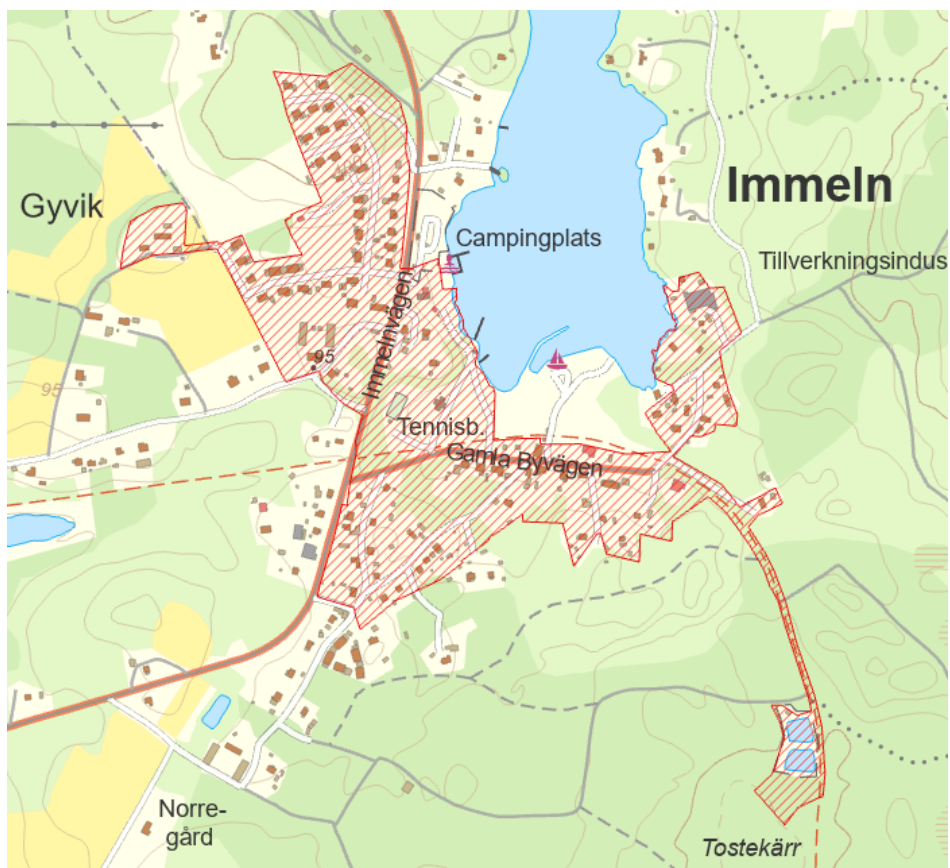 Immeln
Gyvik
Campingplats
Tillverkningsindus
Immelnvägen
95
95
Tennisb.
Gamla Byvägen
Norre-
gård
Tostekärr